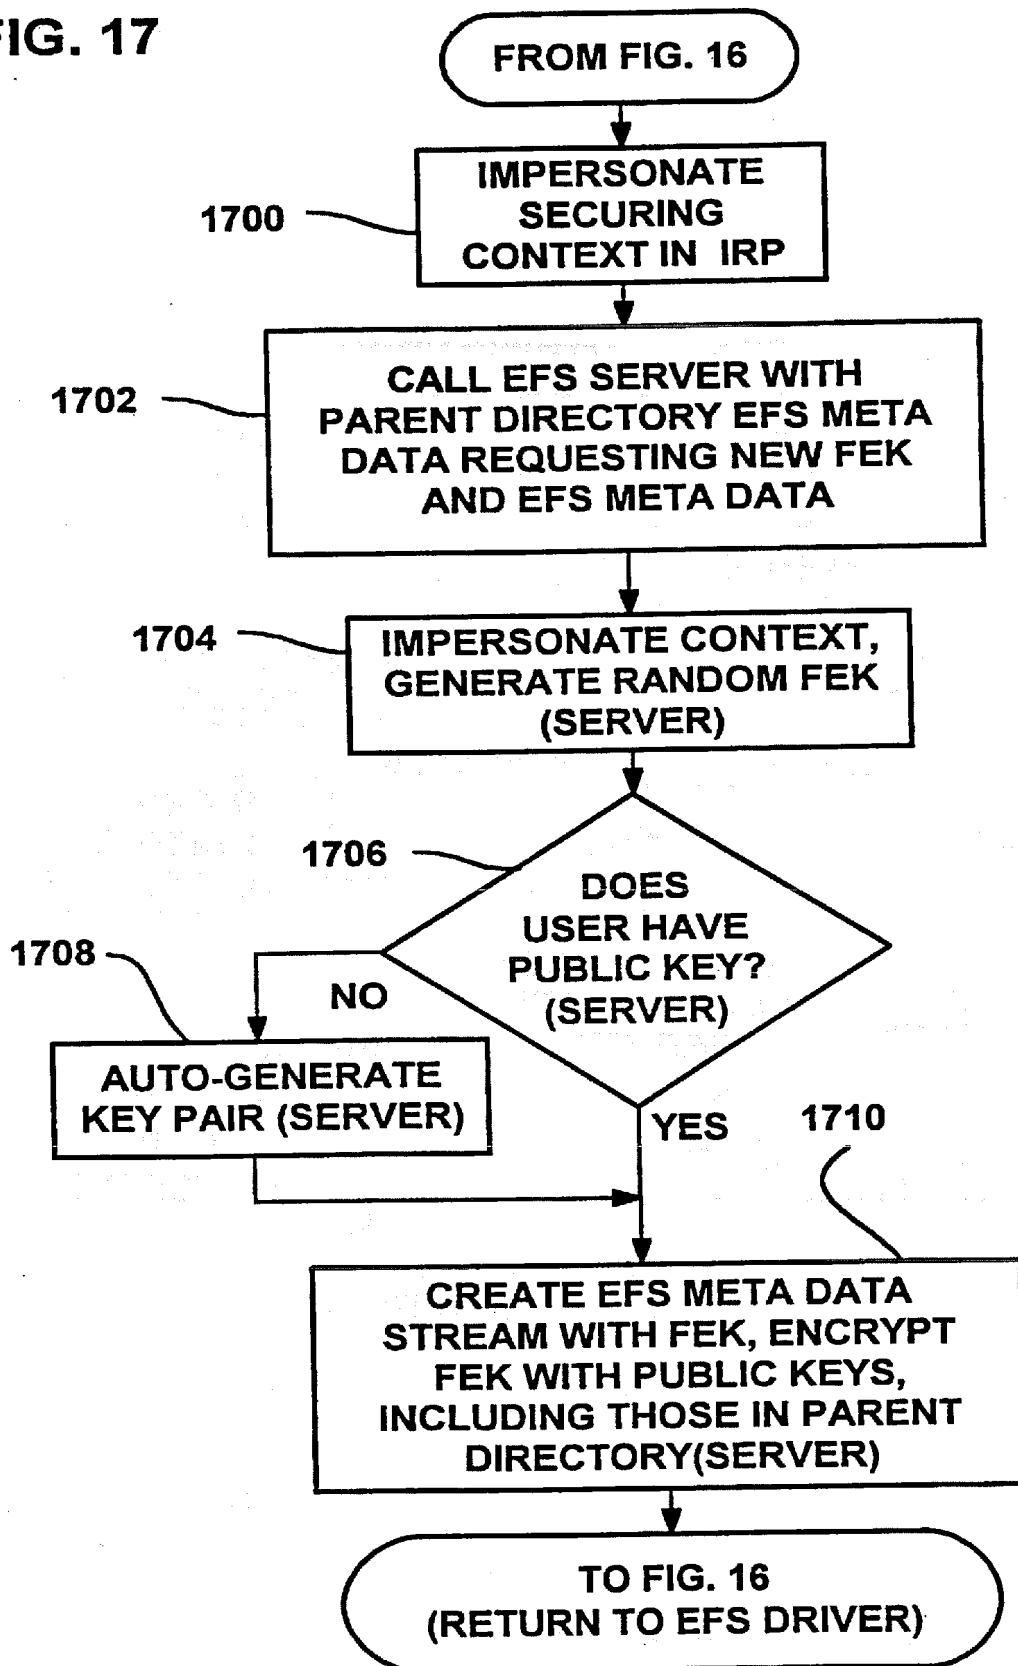 FIG. 17
FROM FIG. 16
IMPERSONATE
SECURING
CONTEXT IN IRP
1700
CALL EFS SERVER WITH
PARENT DIRECTORY EFS META
DATA REQUESTING NEW FEK
AND EFS META DATA
1702
IMPERSONATE CONTEXT,
GENERATE RANDOM FEK
(SERVER)
1704
DOES
USER HAVE
PUBLIC KEY?
(SERVER)
1706
NO
1708
AUTO-GENERATE
KEY PAIR (SERVER)
YES
1710
CREATE EFS META DATA
STREAM WITH FEK, ENCRYPT
FEK WITH PUBLIC KEYS,
INCLUDING THOSE IN PARENT
DIRECTORY(SERVER)
TO FIG. 16
(RETURN TO EFS DRIVER)